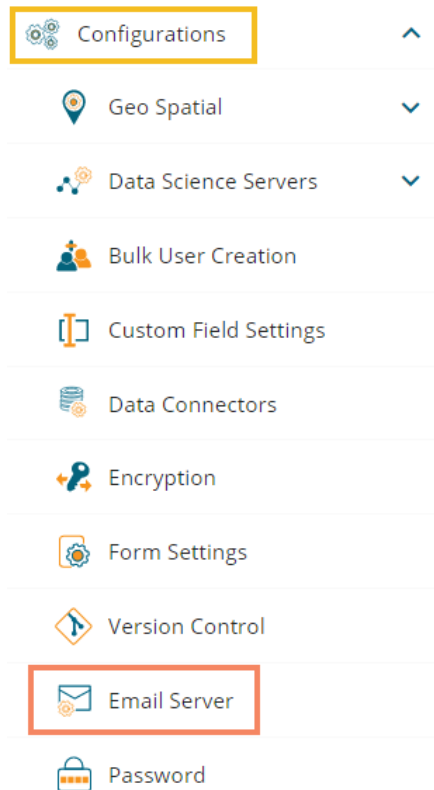 Configurations
Geo Spatial
Data Science Servers
Bulk User Creation
Custom Field Settings
Data Connectors
Encryption
Form Settings
Version Control
Email Server
Password